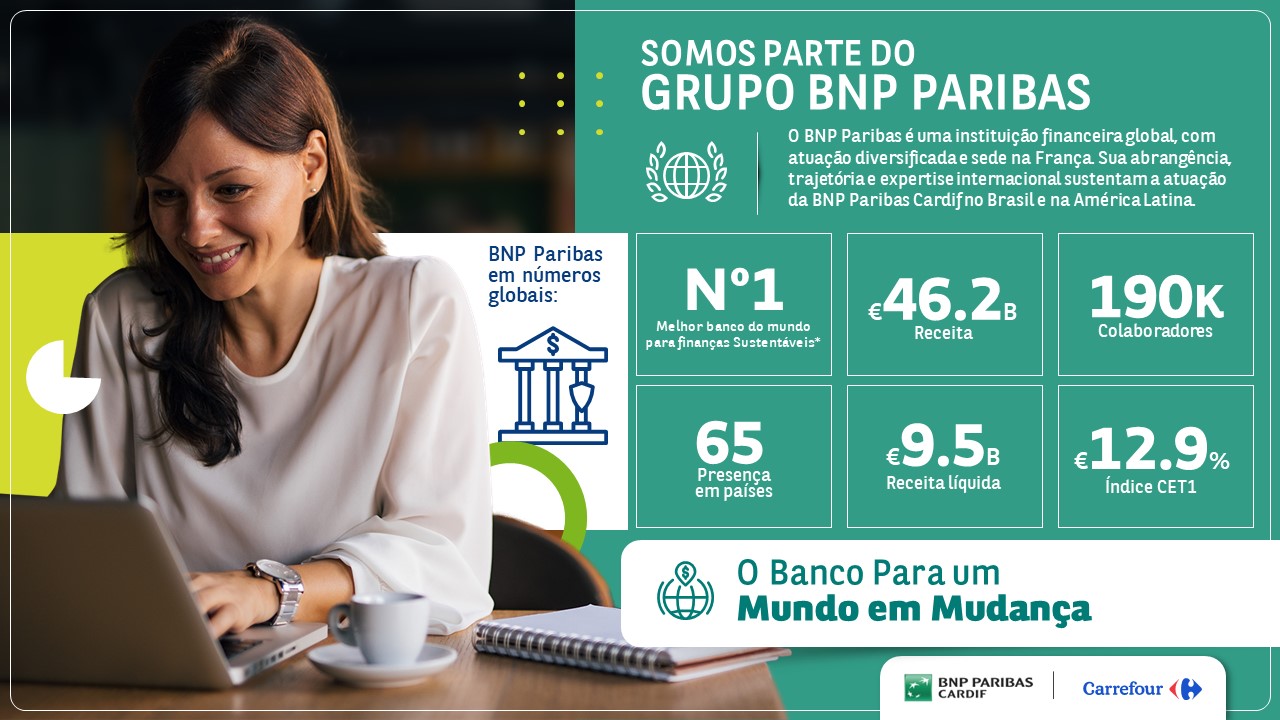 SOMOS PARTE DO
GRUPO BNP PARIBAS
O BNP Paribas é uma instituição financeira global, com
atuação diversificada e sede na França. Sua abrangência,
trajetória e expertise internacional sustentam a atuação
da BNP Paribas Cardif no Brasil e na América Latina.
BNP Paribas
em números
globais:
$
Nº1
Melhor banco do mundo
para finanças Sustentáveis*
€46.2B
Receita
190K
Colaboradores
65
Presença
em países
€9.5B
Receita líquida
€12.9%
Índice CET1
$
O Banco Para um
Mundo em Mudança
BNP PARIBAS
CARDIF
Carrefour